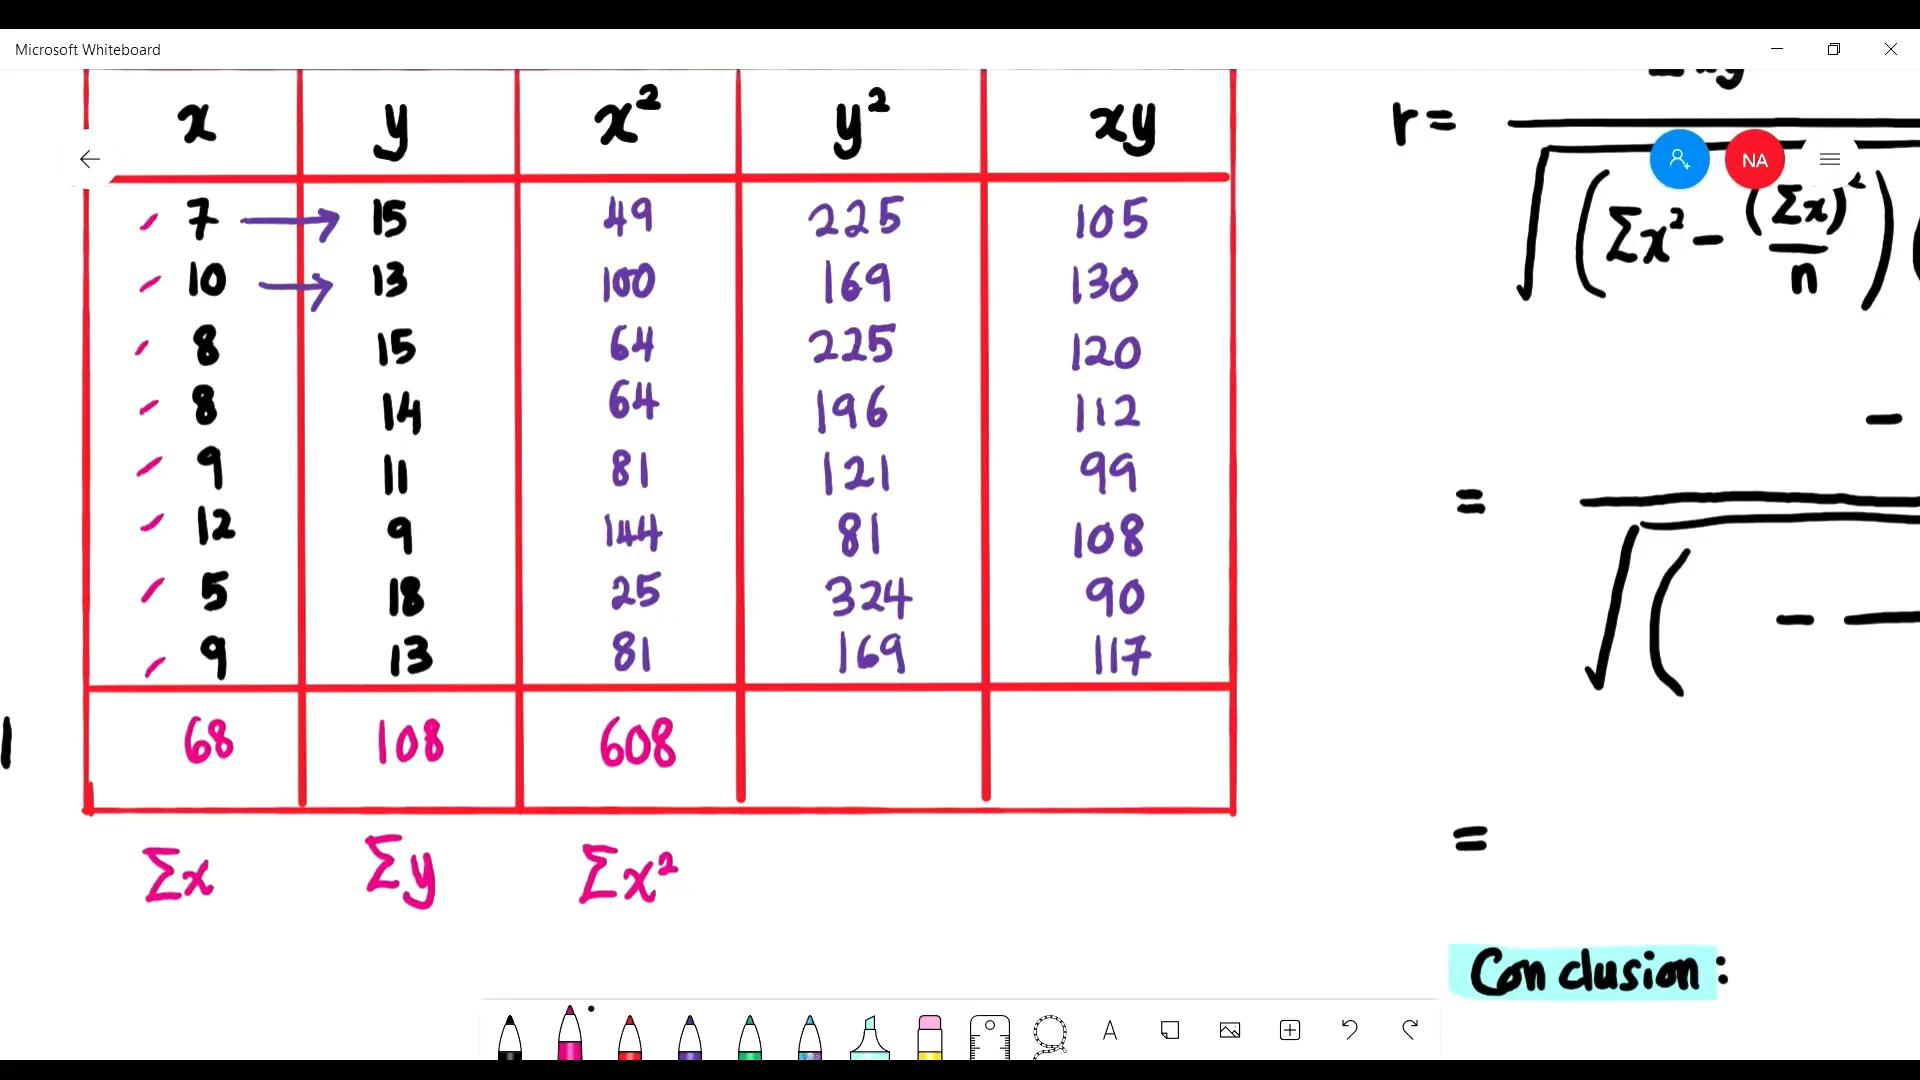 Microsoft Whiteboard
x y x² y² xy
r =
NA
√( Σx² - (Σx)² / n ) (
7 → 15 49 225 105
10 → 13 100 169 130
8 15 64 225 120
8 14 64 196 112
9 11 81 121 99
12 9 144 81 108
5 18 25 324 90
9 13 81 169 117
68 108 608
Σx Σy Σx²
-
=
√( - —
=
Conclusion:
A